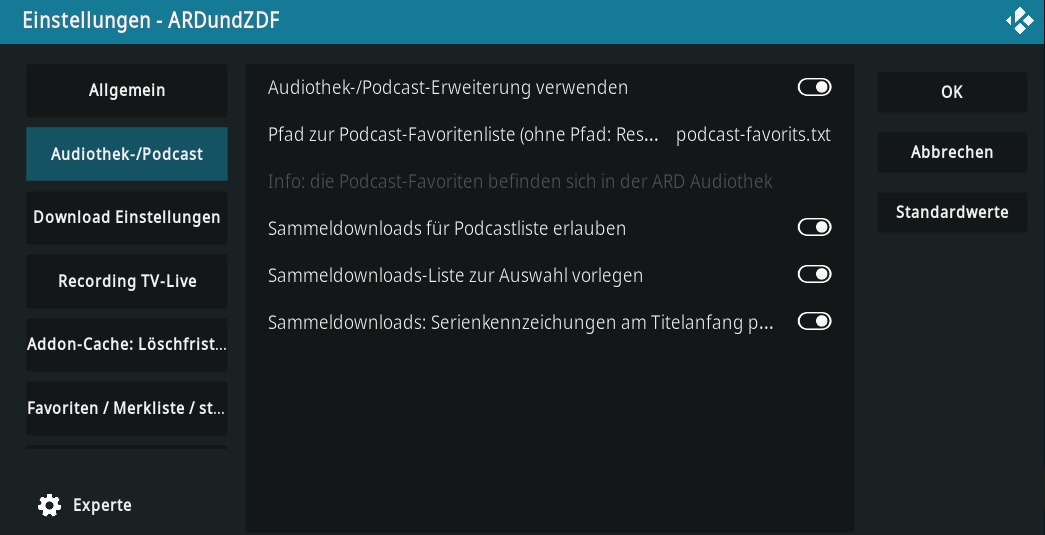 Einstellungen - ARDundZDF
Allgemein
Audiothek-/Podcast
Download Einstellungen
Recording TV-Live
Addon-Cache: Löschfrist...
Favoriten / Merkliste / st...
Experte
Audiothek-/Podcast-Erweiterung verwenden
Pfad zur Podcast-Favoritenliste (ohne Pfad: Res... podcast-favorits.txt
Info: die Podcast-Favoriten befinden sich in der ARD Audiothek
Sammeldownloads für Podcastliste erlauben
Sammeldownloads-Liste zur Auswahl vorlegen
Sammeldownloads: Serienkennzeichungen am Titelanfang p...
OK
Abbrechen
Standardwerte